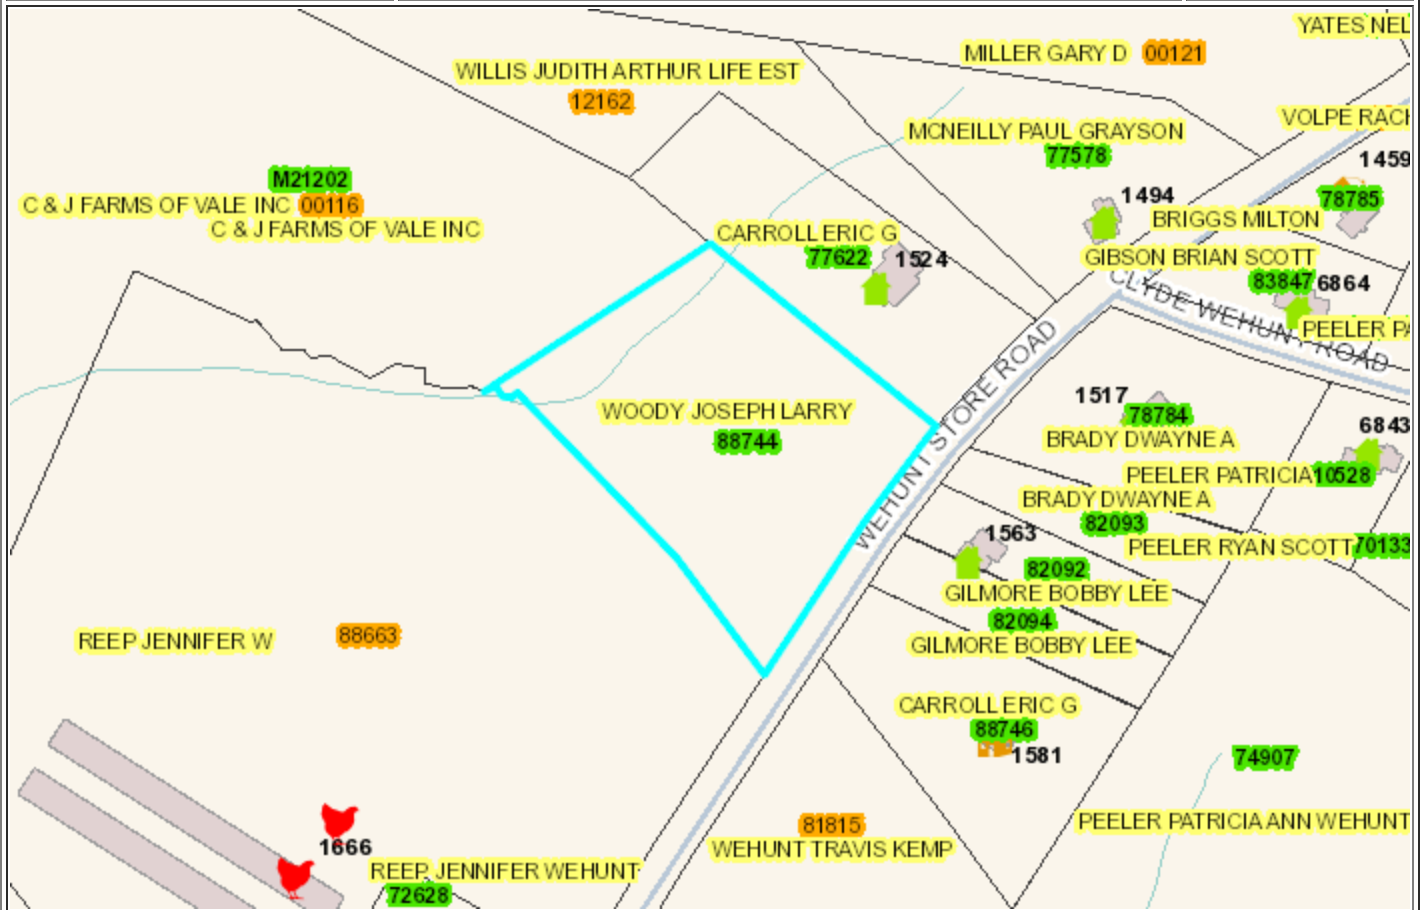 YATES NEL
MILLER GARY D 00121
WILLIS JUDITH ARTHUR LIFE EST
12162
VOLPE RACH
MCNEILLY PAUL GRAYSON
77578
1459
M21202
1494
78785
C & J FARMS OF VALE INC 00116
BRIGGS MILTON
C & J FARMS OF VALE INC
CARROLL ERIC G
77622
1524
GIBSON BRIAN SCOTT
83847
6864
CLYDE WEHUNT ROAD
PEELER PA
WEHUNT STORE ROAD
1517
78784
WOODY JOSEPH LARRY
88744
BRADY DWAYNE A
6843
PEELER PATRICIA 10528
BRADY DWAYNE A
82093
1563
PEELER RYAN SCOTT 70133
82092
GILMORE BOBBY LEE
82094
GILMORE BOBBY LEE
REEP JENNIFER W 88663
CARROLL ERIC G
88746
1581
74907
81815
WEHUNT TRAVIS KEMP
PEELER PATRICIA ANN WEHUNT
1666
REEP JENNIFER WEHUNT
72628